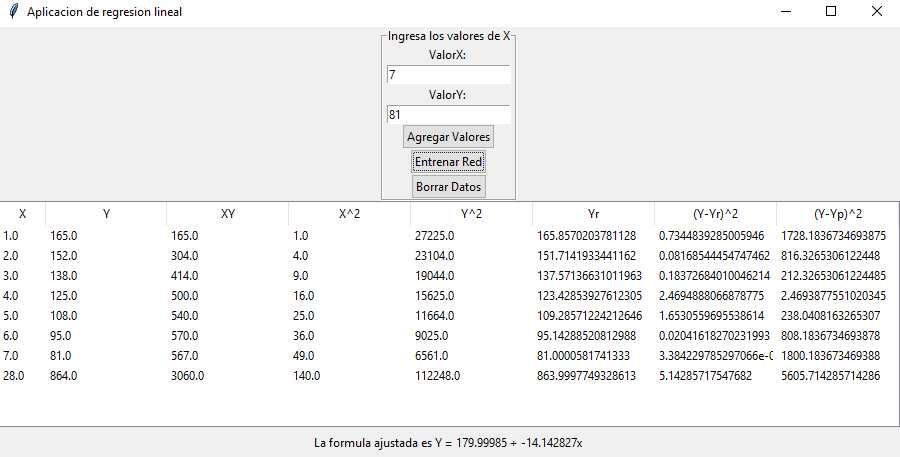 Aplicacion de regresion lineal
Ingresa los valores de X
ValorX:
7
ValorY:
81
Agregar Valores
Entrenar Red
Borrar Datos
X Y XY X^2 Y^2 Yr (Y-Yr)^2 (Y-Yp)^2
1.0 165.0 165.0 1.0 27225.0 165.8570203781128 0.7344839285005946 1728.1836734693875
2.0 152.0 304.0 4.0 23104.0 151.7141933441162 0.08168544454747462 816.3265306122448
3.0 138.0 414.0 9.0 19044.0 137.57136631011963 0.18372684010046214 212.32653061224485
4.0 125.0 500.0 16.0 15625.0 123.42853927612305 2.4694888066878775 2.4693877551020345
5.0 108.0 540.0 25.0 11664.0 109.28571224212646 1.6530559695538614 238.0408163265307
6.0 95.0 570.0 36.0 9025.0 95.14288520812988 0.02041618270231993 808.1836734693878
7.0 81.0 567.0 49.0 6561.0 81.0000581741333 3.384229785297066e-0 1800.183673469388
28.0 864.0 3060.0 140.0 112248.0 863.9997749328613 5.14285717547682 5605.714285714286
La formula ajustada es Y = 179.99985 + -14.142827x